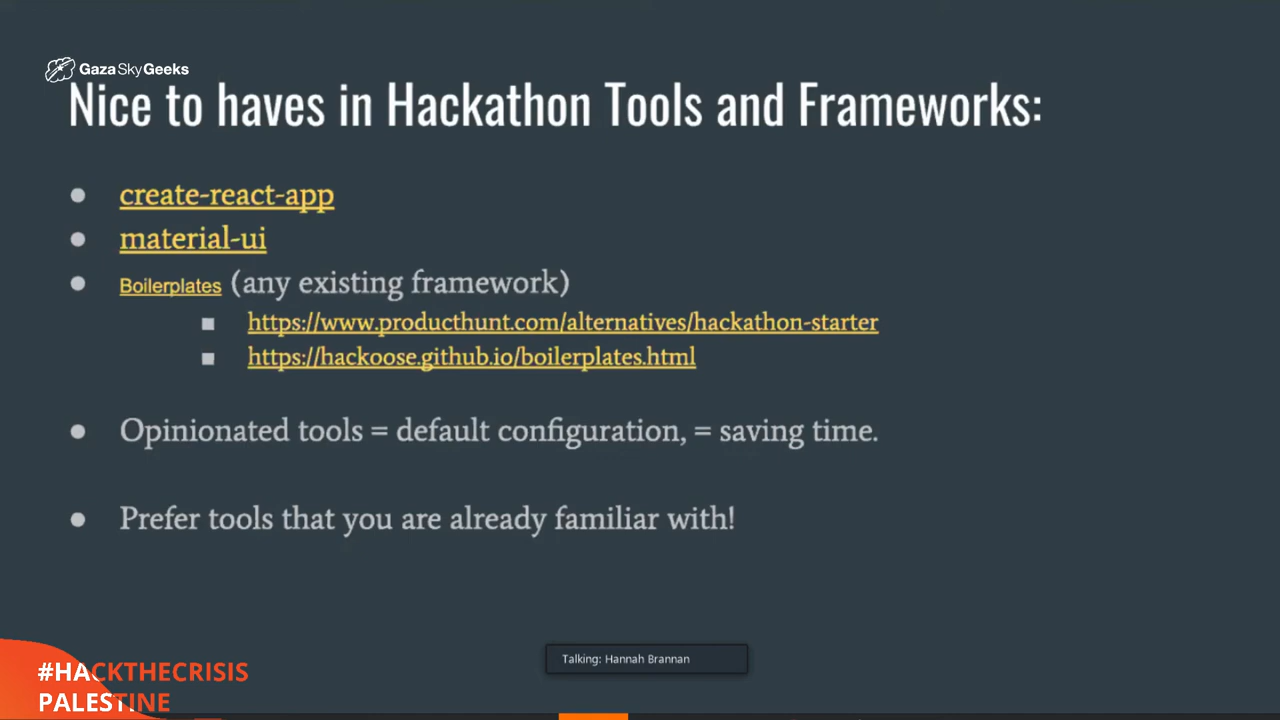 Gaza Sky Geeks
Nice to haves in Hackathon Tools and Frameworks:
create-react-app
material-ui
Boilerplates (any existing framework)
https://www.producthunt.com/alternatives/hackathon-starter
https://hackoose.github.io/boilerplates.html
Opinionated tools = default configuration, = saving time.
Prefer tools that you are already familiar with!
Talking: Hannah Brannan
#HACKTHECRISIS
PALESTINE